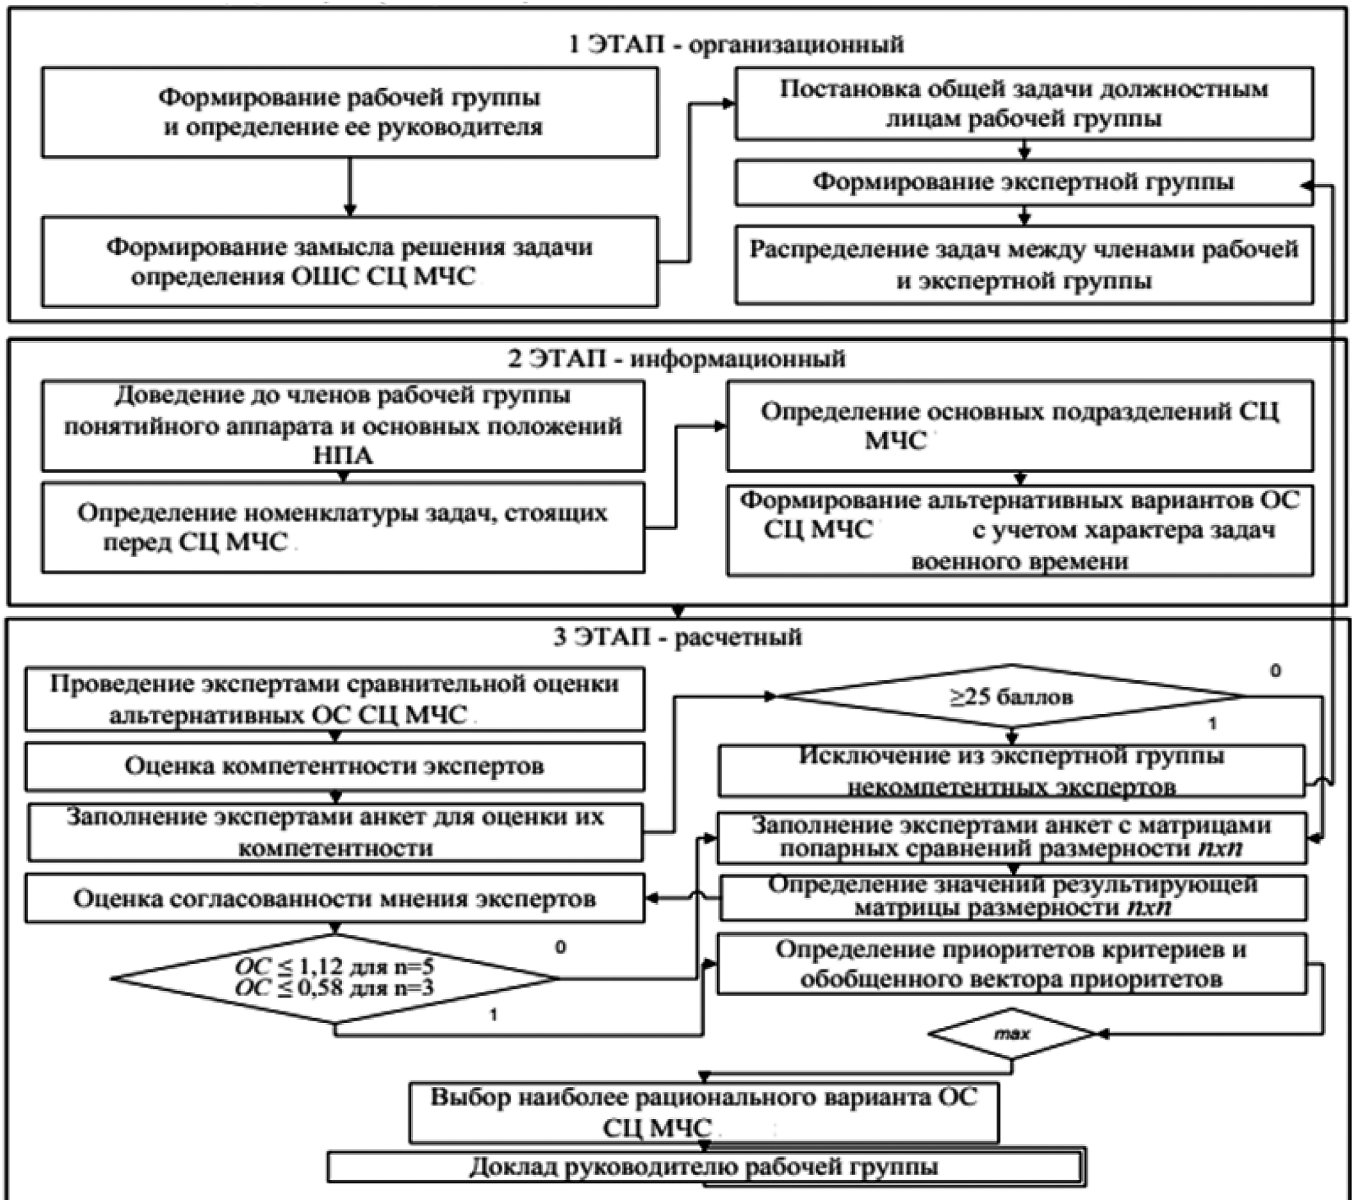 1 ЭТАП - организационный
Формирование рабочей группы
и определение ее руководителя
Формирование замысла решения задачи
определения ОШС СЦ МЧС
Постановка общей задачи должностным
лицам рабочей группы
Формирование экспертной группы
Распределение задач между членами рабочей
и экспертной группы
2 ЭТАП - информационный
Доведение до членов рабочей группы
понятийного аппарата и основных положений
НПА
Определение номенклатуры задач, стоящих
перед СЦ МЧС
Определение основных подразделений СЦ
МЧС
Формирование альтернативных вариантов ОС
СЦ МЧС с учетом характера задач
военного времени
3 ЭТАП - расчетный
Проведение экспертами сравнительной оценки
альтернативных ОС СЦ МЧС
Оценка компетентности экспертов
Заполнение экспертами анкет для оценки их
компетентности
≥25 баллов
0
1
Исключение из экспертной группы
некомпетентных экспертов
Заполнение экспертами анкет с матрицами
попарных сравнений размерности nxn
Определение значений результирующей
матрицы размерности nxn
Оценка согласованности мнения экспертов
ОС ≤ 1,12 для n=5
ОС ≤ 0,58 для n=3
0
1
Определение приоритетов критериев и
обобщенного вектора приоритетов
max
Выбор наиболее рационального варианта ОС
СЦ МЧС
Доклад руководителю рабочей группы